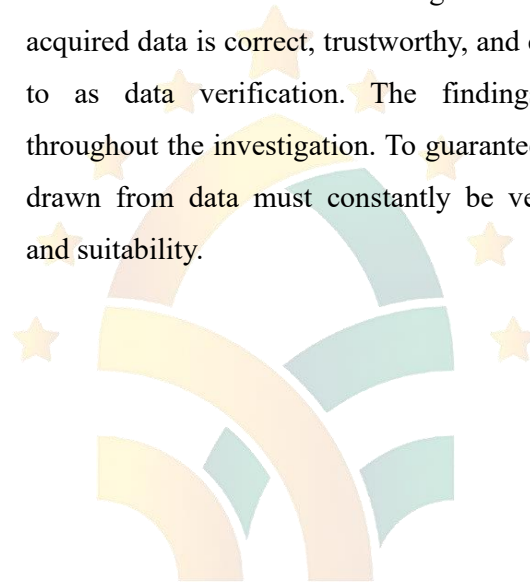 acquired data is correct, trustworthy, and
to as data verification. The finding
throughout the investigation. To guarante
drawn from data must constantly be ve
and suitability.